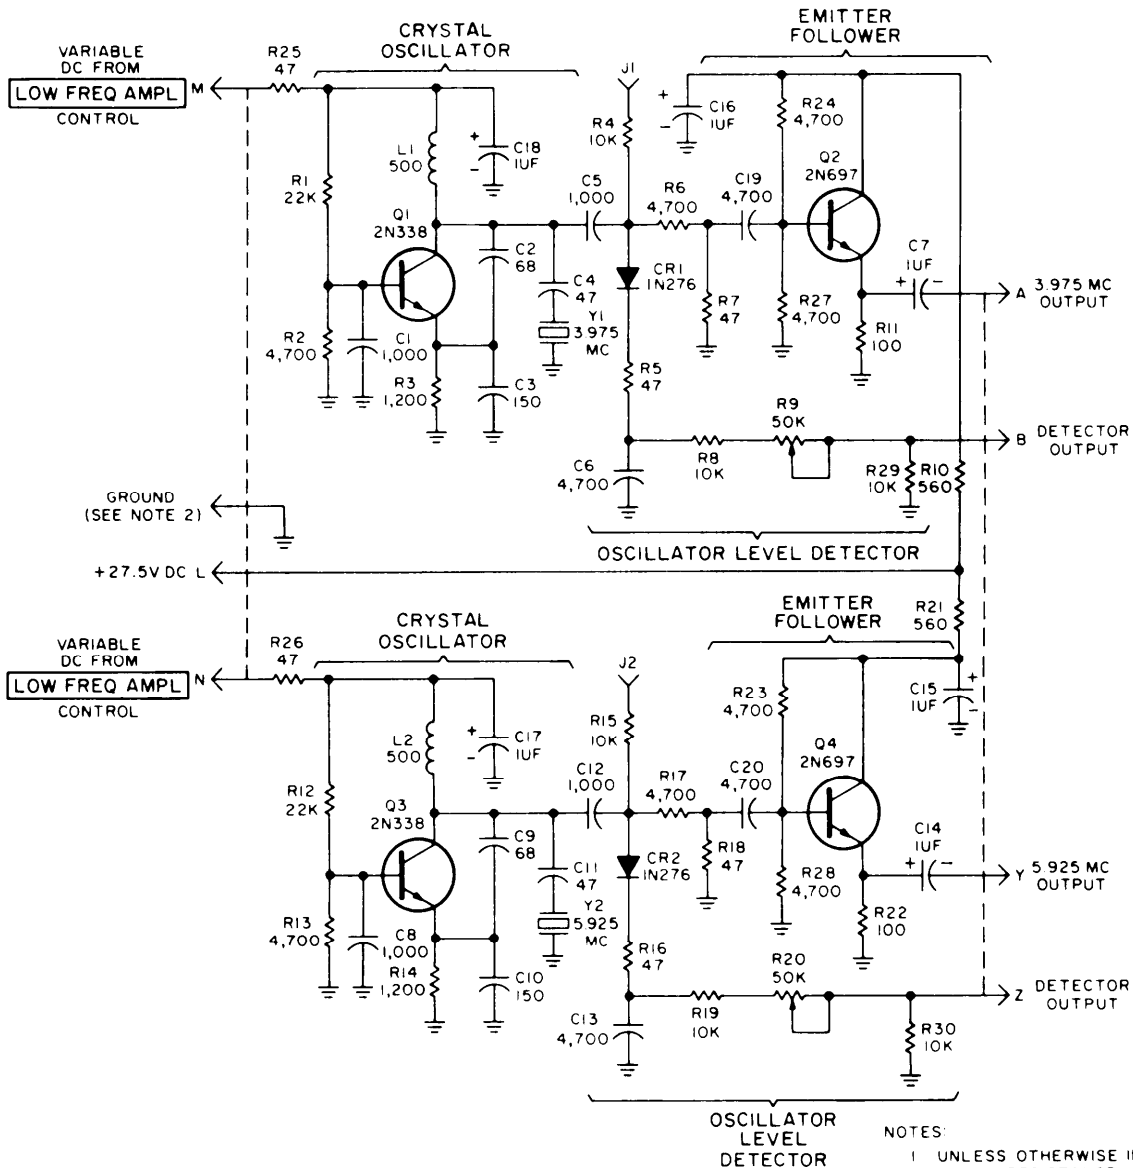 CRYSTAL
OSCILLATOR
EMITTER
FOLLOWER
VARIABLE
DC FROM
LOW FREQ AMPL
CONTROL
M
R25
47
J1
R4
10K
+
-
C16
1UF
R24
4,700
Q2
2N697
L1
500
+
-
C18
1UF
R1
22K
Q1
2N338
C5
1,000
R6
4,700
C19
4,700
C2
68
C4
47
Y1
3.975
MC
CR1
1N276
R7
47
R27
4,700
C7
1UF
+
-
A
3.975 MC
OUTPUT
R11
100
R2
4,700
C1
1,000
R3
1,200
C3
150
R5
47
R9
50K
R8
10K
B
DETECTOR
OUTPUT
C6
4,700
R29
10K
R10
560
GROUND
(SEE NOTE 2)
OSCILLATOR LEVEL DETECTOR
+27.5V DC L
R21
560
CRYSTAL
OSCILLATOR
EMITTER
FOLLOWER
VARIABLE
DC FROM
LOW FREQ AMPL
CONTROL
N
R26
47
J2
R15
10K
R23
4,700
C15
1UF
+
-
L2
500
+
-
C17
1UF
Q4
2N697
R12
22K
Q3
2N338
C12
1,000
R17
4,700
C20
4,700
C9
68
C11
47
Y2
5.925
MC
CR2
1N276
R18
47
R28
4,700
C14
1UF
+
-
Y
5.925 MC
OUTPUT
R22
100
R13
4,700
C8
1,000
R14
1,200
C10
150
R16
47
R20
50K
R19
10K
Z
DETECTOR
OUTPUT
C13
4,700
R30
10K
OSCILLATOR
LEVEL
DETECTOR
NOTES:
1 UNLESS OTHERWISE